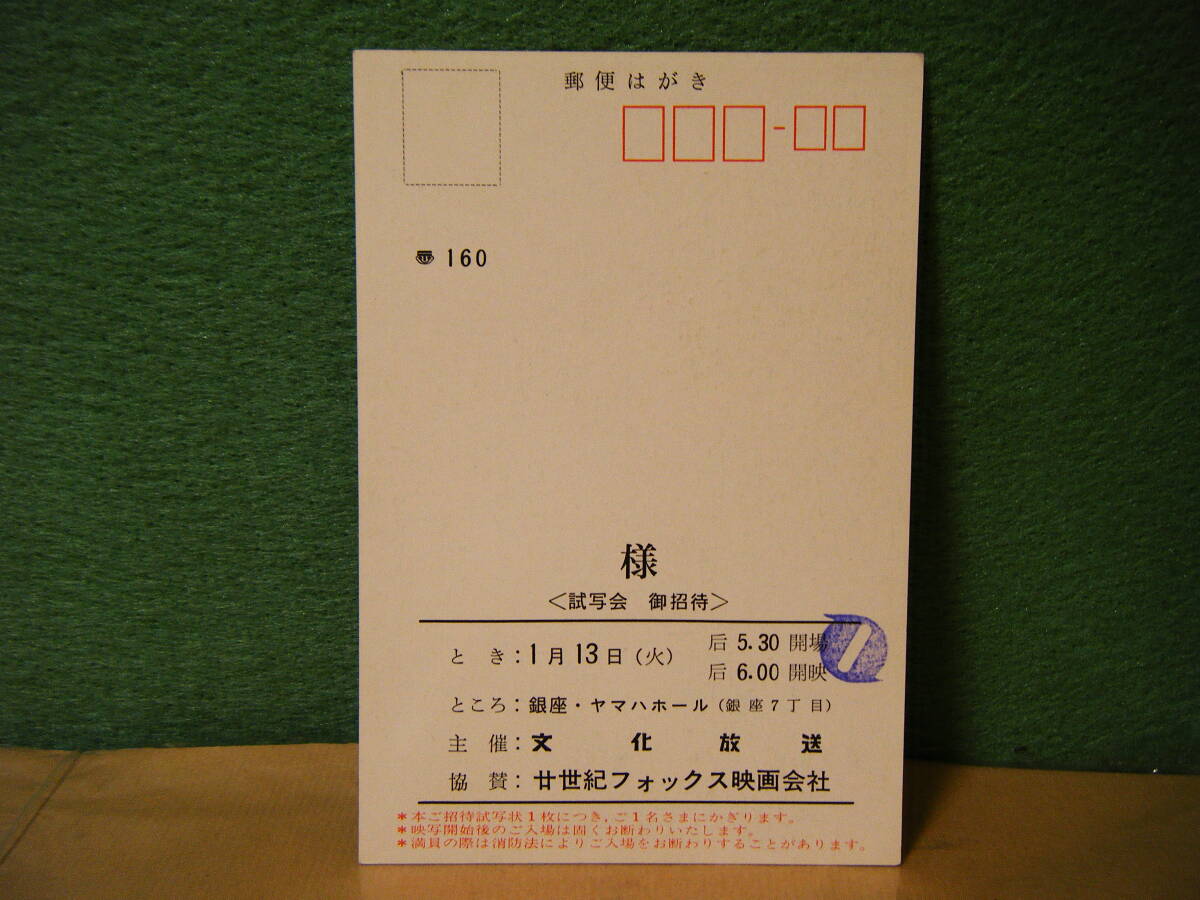 郵便はがき
〠 160
様
<試写会 御招待>
とき:1月13日(火) 后 5.30 開場
后 6.00 開映
ところ:銀座・ヤマハホール(銀座7丁目)
主催:文化放送
協賛:廿世紀フォックス映画会社
*本ご招待試写状1枚につき,ご1名さまにかぎります。
*映写開始後のご入場は固くお断わりいたします。
*満員の際は消防法によりご入場をお断わりすることがあります。